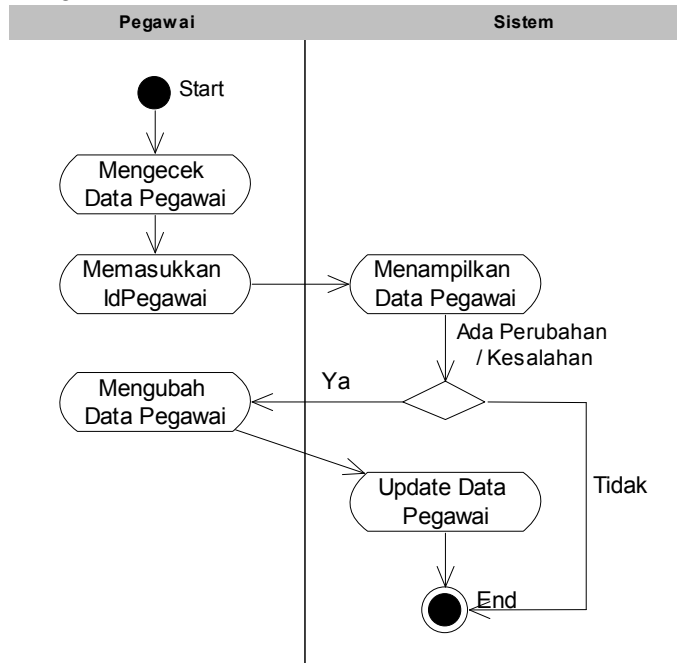 Pegawai
Sistem
Start
Mengecek
Data Pegawai
Memasukkan
IdPegawai
Menampilkan
Data Pegawai
Ada Perubahan
/ Kesalahan
Ya
Mengubah
Data Pegawai
Tidak
Update Data
Pegawai
End